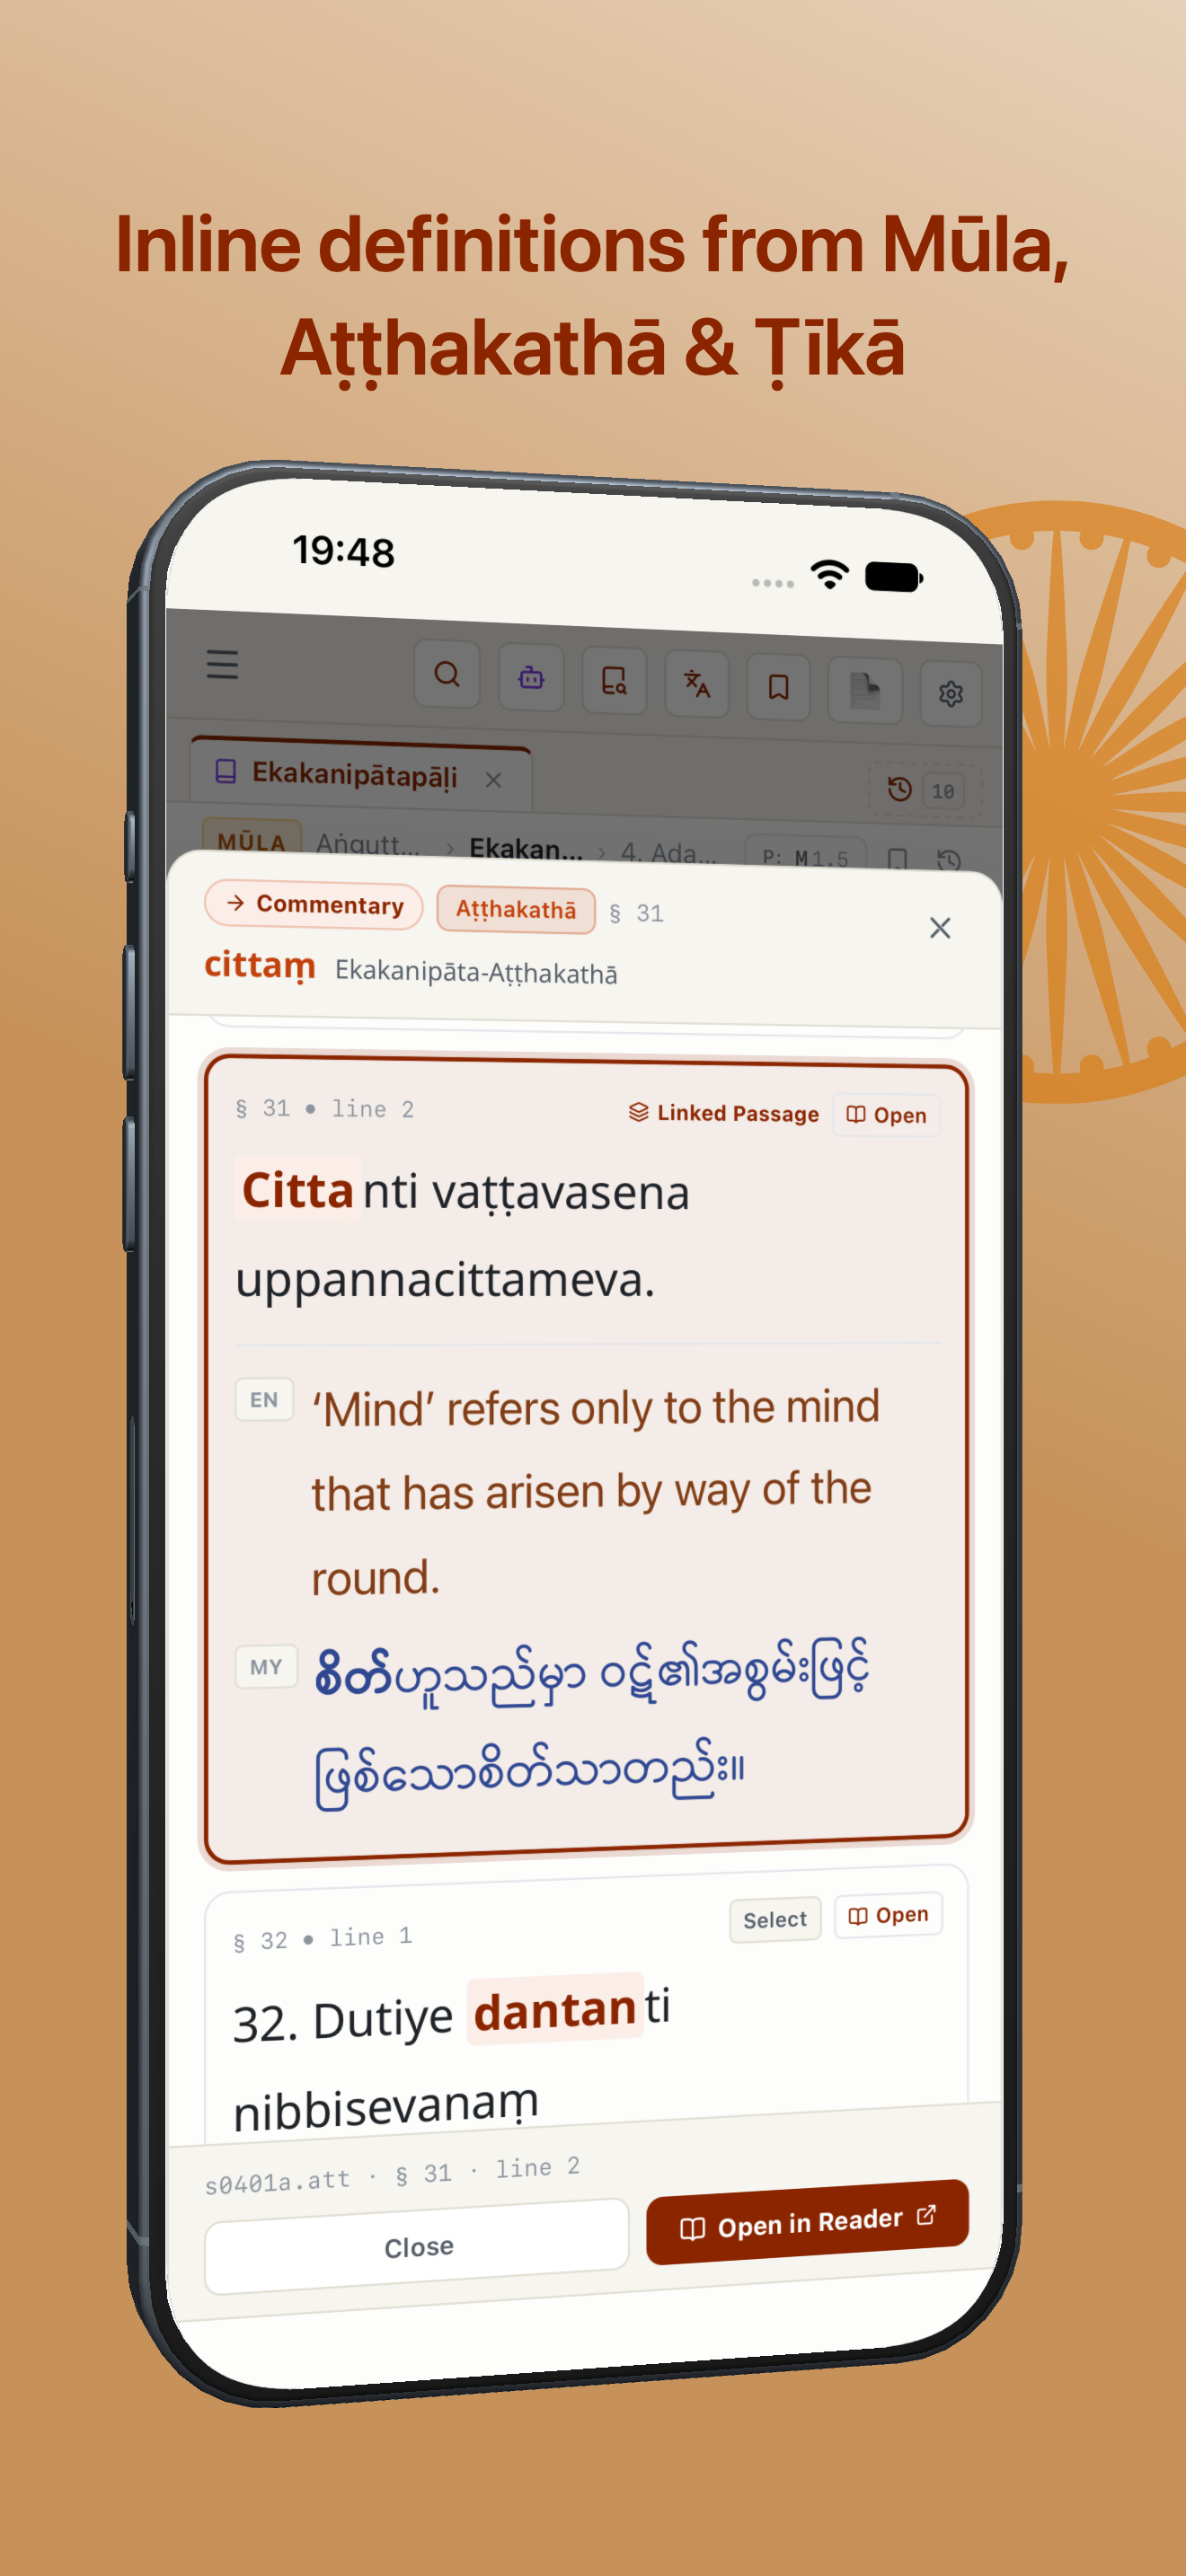 Inline definitions from Mūla,
Aṭṭhakathā & Ṭīkā
19:48
Ekakanipātapāḷi
10
MŪLA Aṅgutt... › Ekakan... › 4. Ada... P: M1.5
→ Commentary Aṭṭhakathā § 31
cittaṃ Ekakanipāta-Aṭṭhakathā
§ 31 • line 2 Linked Passage Open
Cittanti vaṭṭavasena
uppannacittameva.
EN ‘Mind’ refers only to the mind
that has arisen by way of the
round.
MY စိတ်ဟူသည်မှာ ဝဋ်၏အစွမ်းဖြင့်
ဖြစ်သောစိတ်သာတည်း။
§ 32 • line 1 Select Open
32. Dutiye dantanti
nibbisevanaṃ
s0401a.att · § 31 · line 2
Close Open in Reader